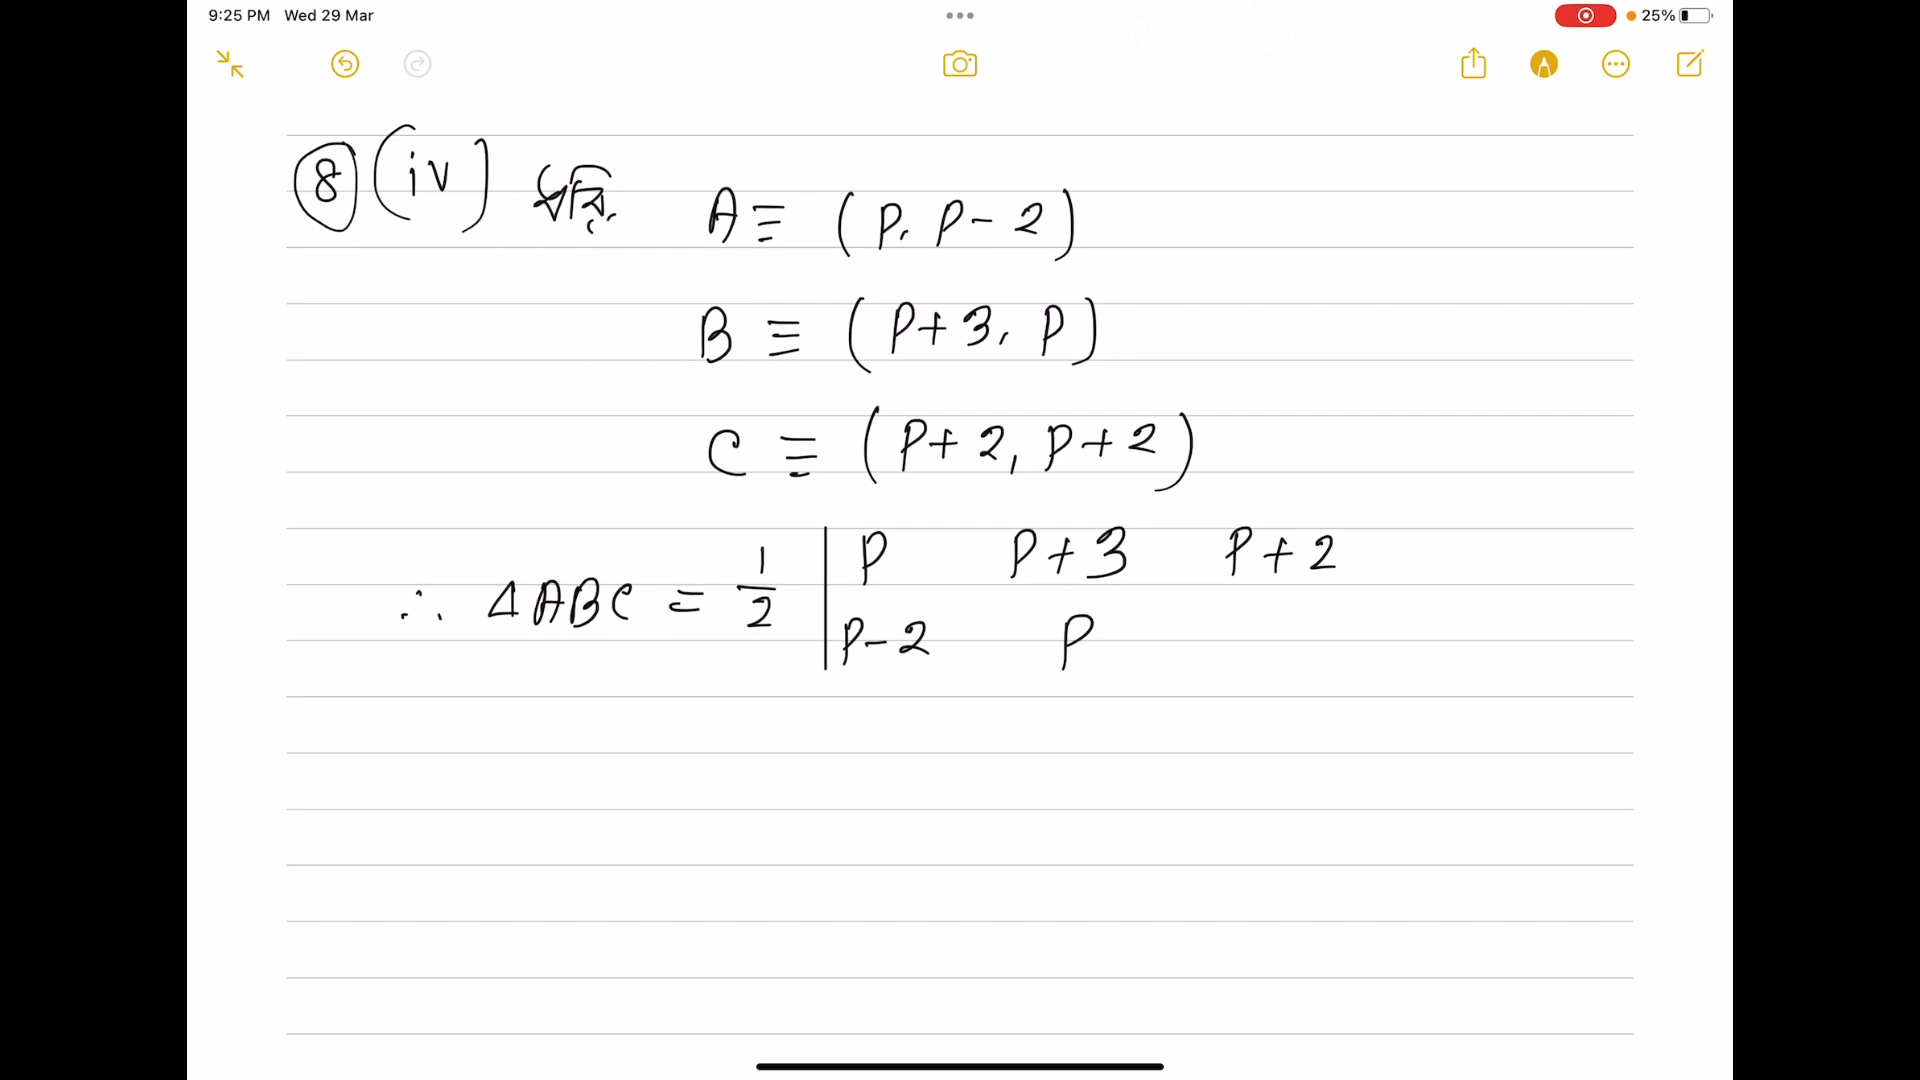 9:25 PM Wed 29 Mar
25%
8 (iv) ধরি. A ≡ (P, P-2)
B ≡ (P+3, P)
C ≡ (P+2, P+2)
∴ ΔABC = 1/2 | P P+3 P+2
P-2 P